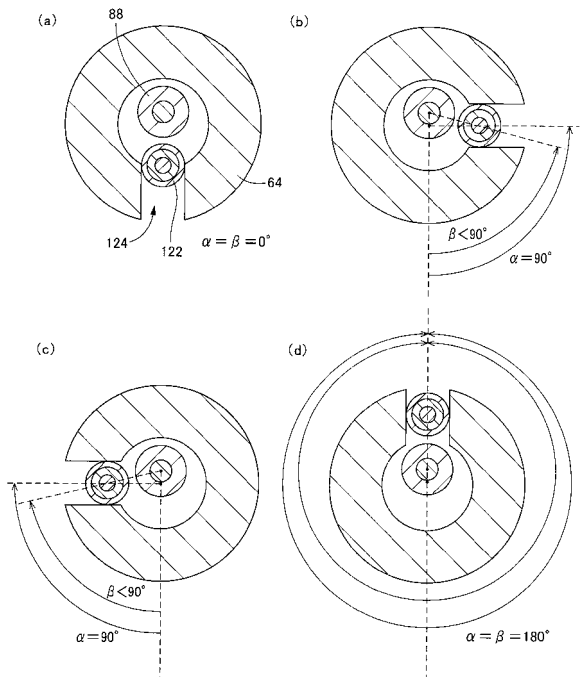 (a)
88
64
124
122
α = β = 0°
(b)
β<90°
α = 90°
(c)
β<90°
α = 90°
(d)
α = β = 180°